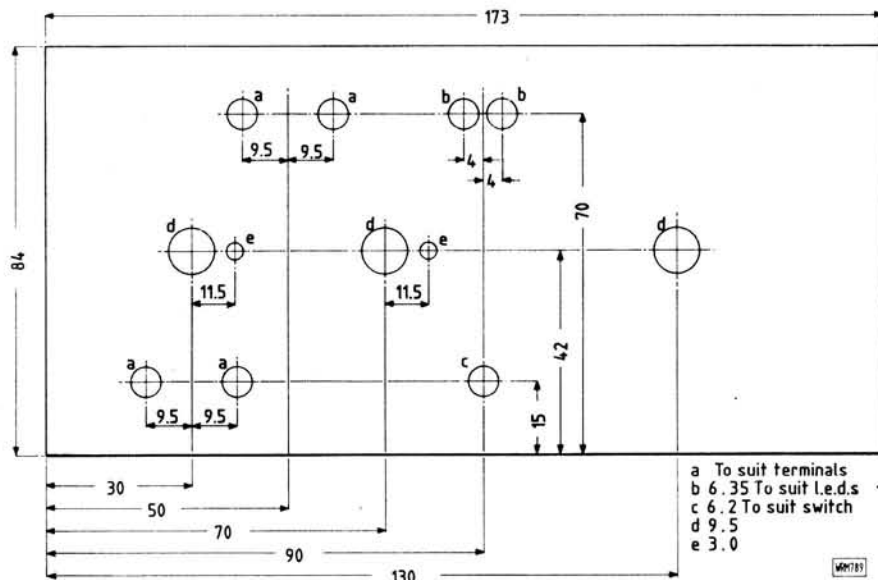 173
a a b b
9.5 9.5 4
4
70
84
d e d e d
11.5 11.5
42
a a c
9.5 9.5
15
30
50
70
90
130
a To suit terminals
b 6.35 To suit l.e.d.s
c 6.2 To suit switch
d 9.5
e 3.0
WRM789